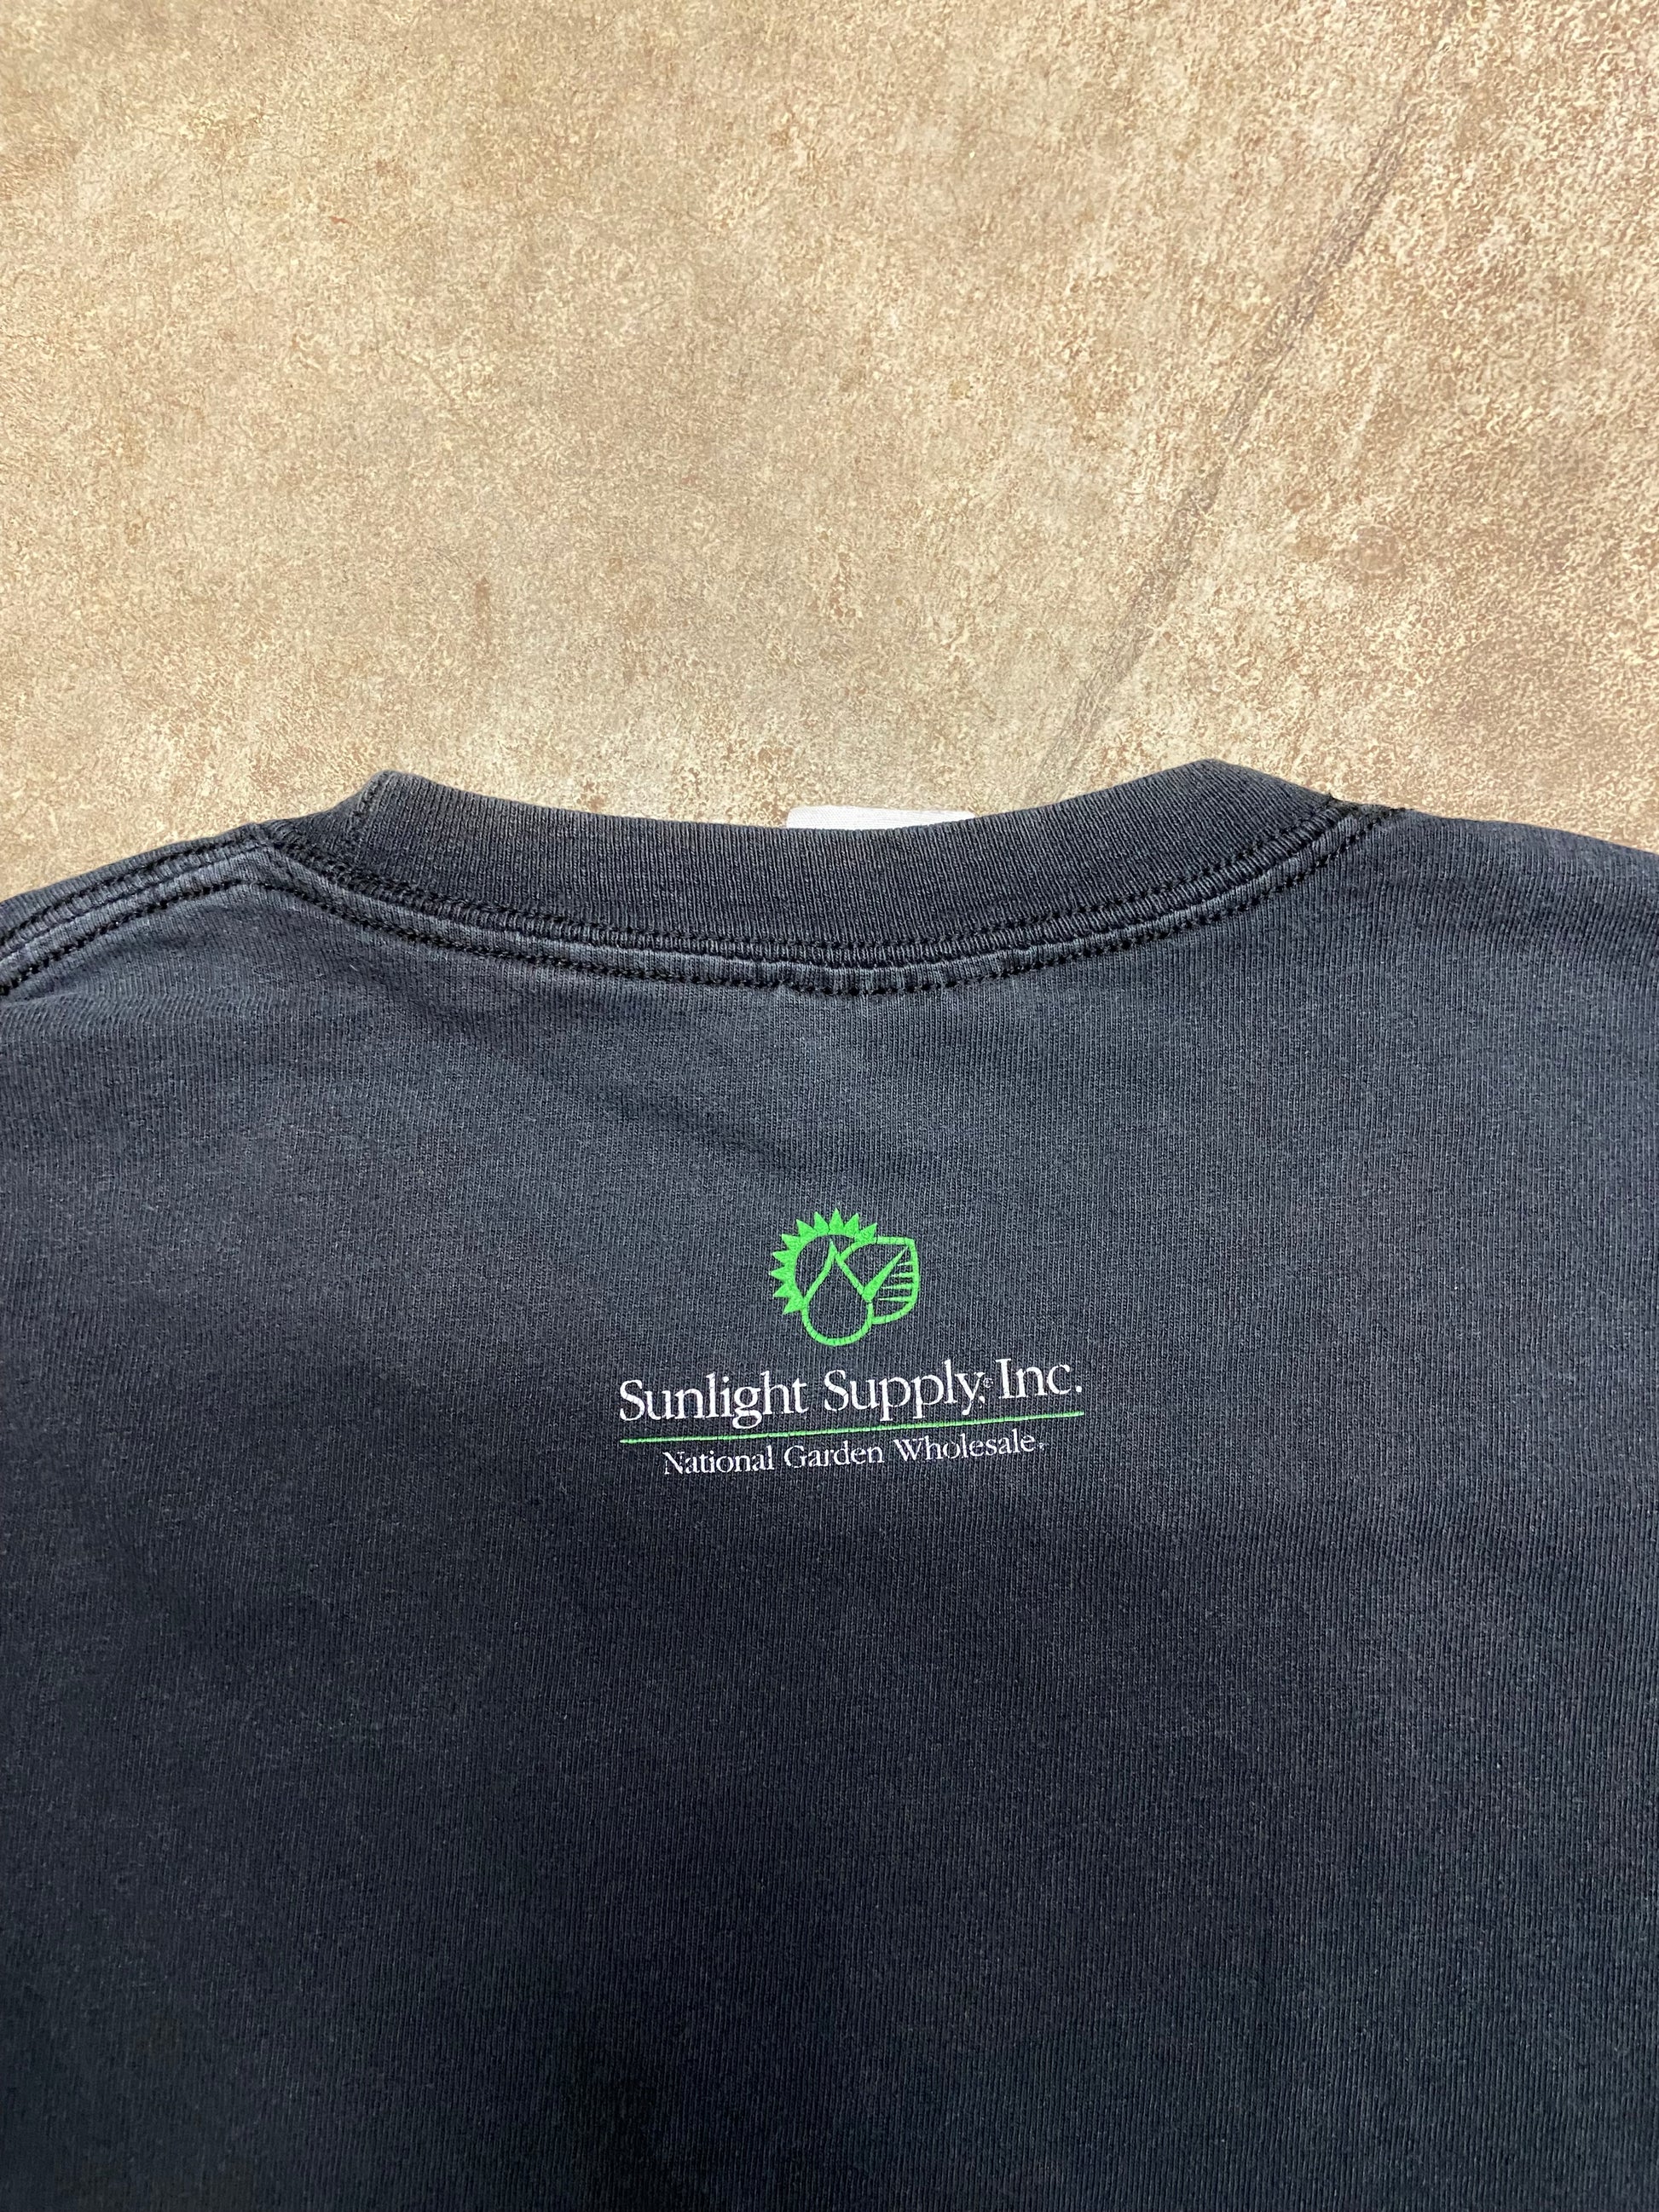 Sunlight Supply,® Inc.
National Garden Wholesale®